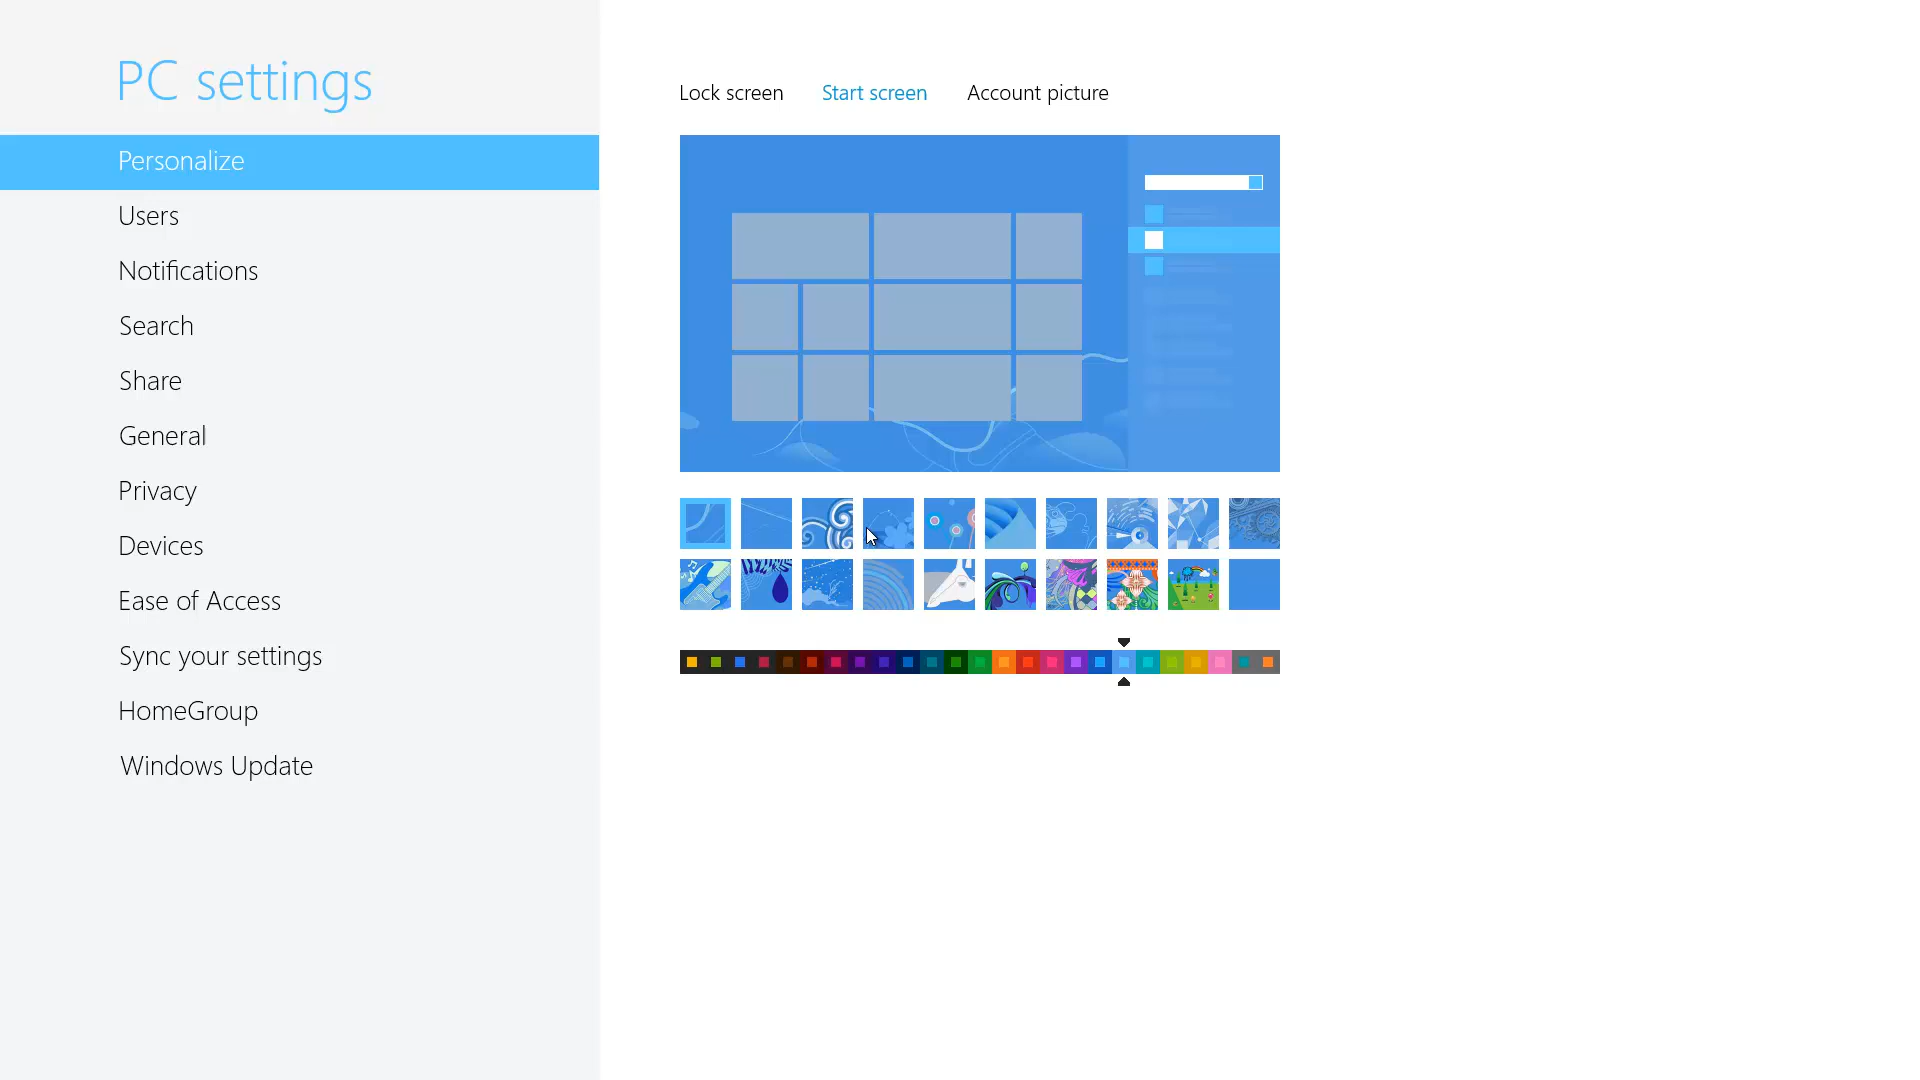 PC settings
Lock screen
Start screen
Account picture
Personalize
Users
Notifications
Search
Share
General
Privacy
Devices
Ease of Access
Sync your settings
HomeGroup
Windows Update